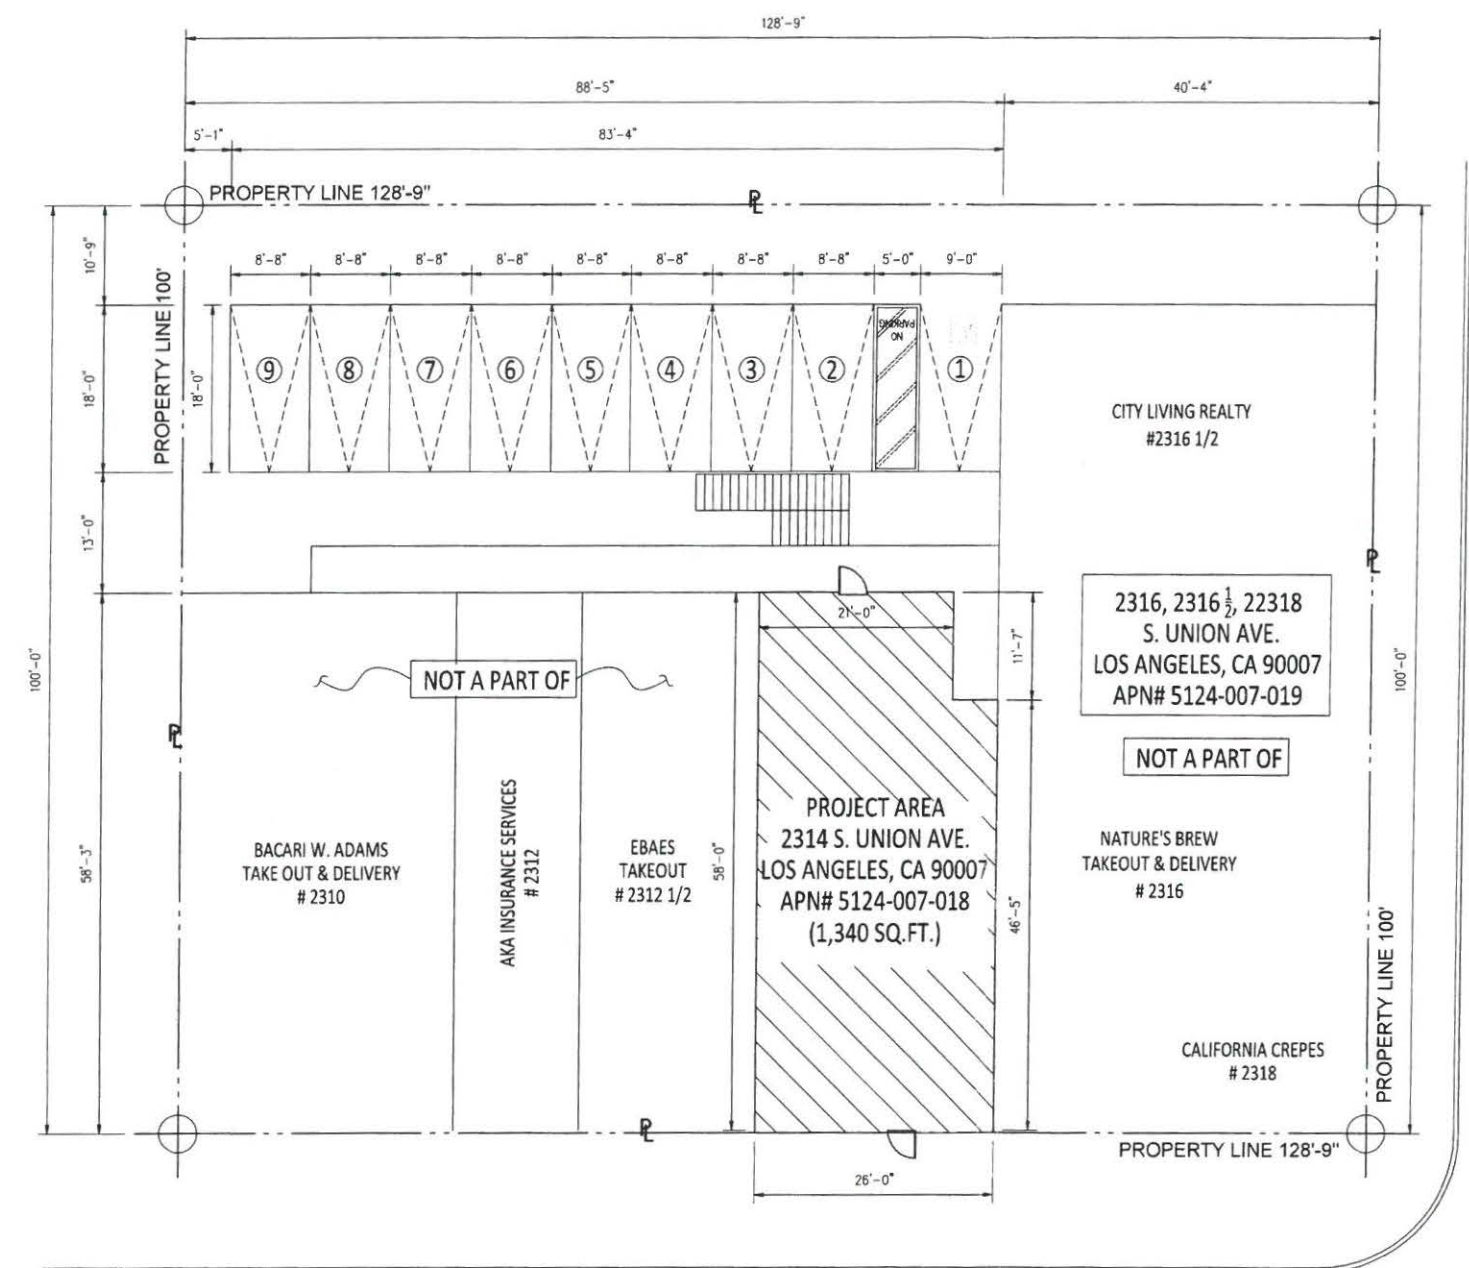 128'-9"
88'-5"
40'-4"
5'-1"
83'-4"
PROPERTY LINE 128'-9"
PL
10'-9"
8'-8"
8'-8"
8'-8"
8'-8"
8'-8"
8'-8"
8'-8"
8'-8"
5'-0"
9'-0"
PROPERTY LINE 100'
18'-0"
18'-0"
9
8
7
6
5
4
3
2
NO
PARKING
1
CITY LIVING REALTY
#2316 1/2
13'-0"
PL
100'-0"
21'-0"
11'-7"
2316, 2316 1/2, 22318
S. UNION AVE.
LOS ANGELES, CA 90007
APN# 5124-007-019
100'-0"
NOT A PART OF
PL
NOT A PART OF
58'-3"
BACARI W. ADAMS
TAKE OUT & DELIVERY
# 2310
AKA INSURANCE SERVICES
# 2312
EBAES
TAKEOUT
# 2312 1/2
58'-0"
PROJECT AREA
2314 S. UNION AVE.
LOS ANGELES, CA 90007
APN# 5124-007-018
(1,340 SQ.FT.)
46'-5"
NATURE'S BREW
TAKEOUT & DELIVERY
# 2316
PROPERTY LINE 100'
CALIFORNIA CREPES
# 2318
PL
PROPERTY LINE 128'-9"
26'-0"